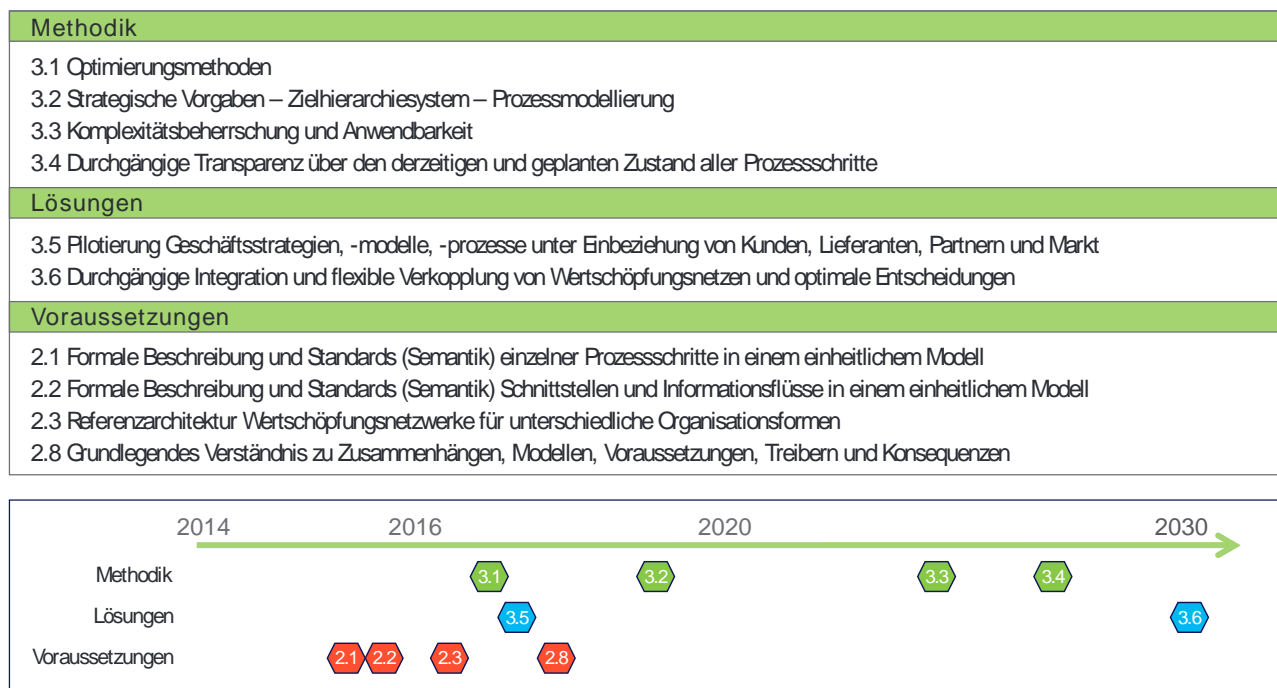 Methodik
3.1 Optimierungsmethoden
3.2 Strategische Vorgaben – Zielhierarchiesystem – Prozessmodellierung
3.3 Komplexitätsbeherrschung und Anwendbarkeit
3.4 Durchgängige Transparenz über den derzeitigen und geplanten Zustand aller Prozessschritte
Lösungen
3.5 Pilotierung Geschäftsstrategien, -modelle, -prozesse unter Einbeziehung von Kunden, Lieferanten, Partnern und Markt
3.6 Durchgängige Integration und flexible Verkopplung von Wertschöpfungsnetzen und optimale Entscheidungen
Voraussetzungen
2.1 Formale Beschreibung und Standards (Semantik) einzelner Prozessschritte in einem einheitlichem Modell
2.2 Formale Beschreibung und Standards (Semantik) Schnittstellen und Informationsflüsse in einem einheitlichem Modell
2.3 Referenzarchitektur Wertschöpfungsnetzwerke für unterschiedliche Organisationsformen
2.8 Grundlegendes Verständnis zu Zusammenhängen, Modellen, Voraussetzungen, Treibern und Konsequenzen
2014 2016 2020 2030
Methodik 3.1 3.2 3.3 3.4
Lösungen 3.5 3.6
Voraussetzungen 2.1 2.2 2.3 2.8